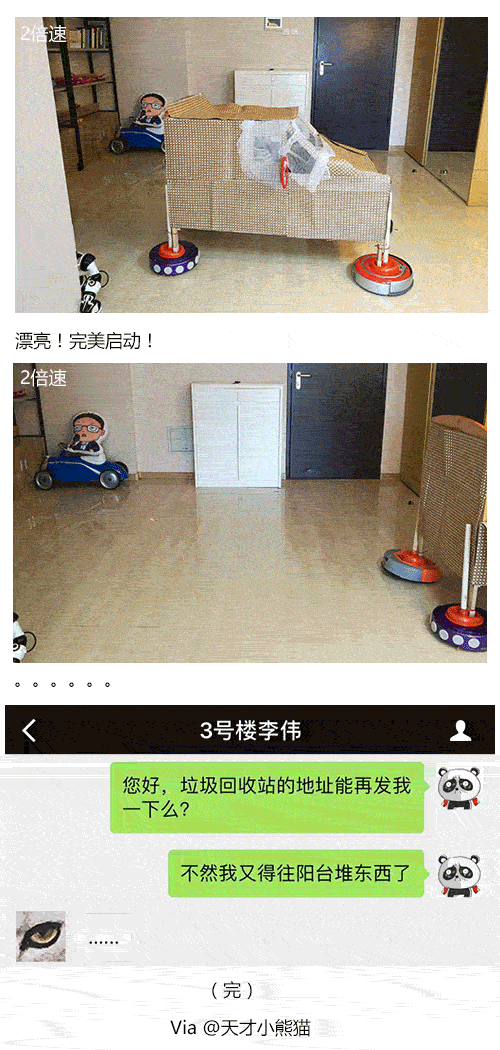 2倍速
漂亮！完美启动！
2倍速
。。。。。。
3号楼李伟
您好，垃圾回收站的地址能再发我
一下么？
不然我又得往阳台堆东西了
......
（完）
Via @天才小熊猫